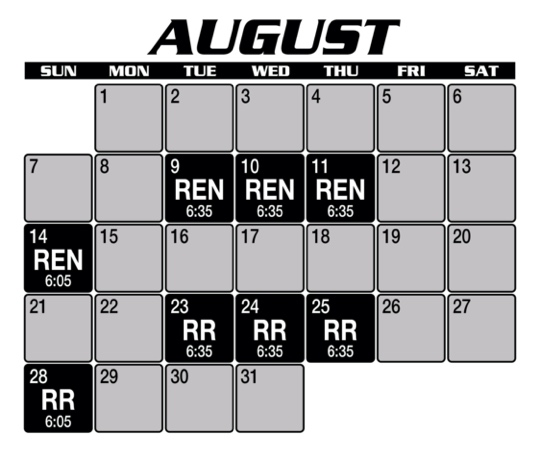 AUGUST
SUN MON TUE WED THU FRI SAT
1 2 3 4 5 6
7 8 9 10 11 12 13
REN REN REN
6:35 6:35 6:35
14 15 16 17 18 19 20
REN
6:05
21 22 23 24 25 26 27
RR RR RR
6:35 6:35 6:35
28 29 30 31
RR
6:05